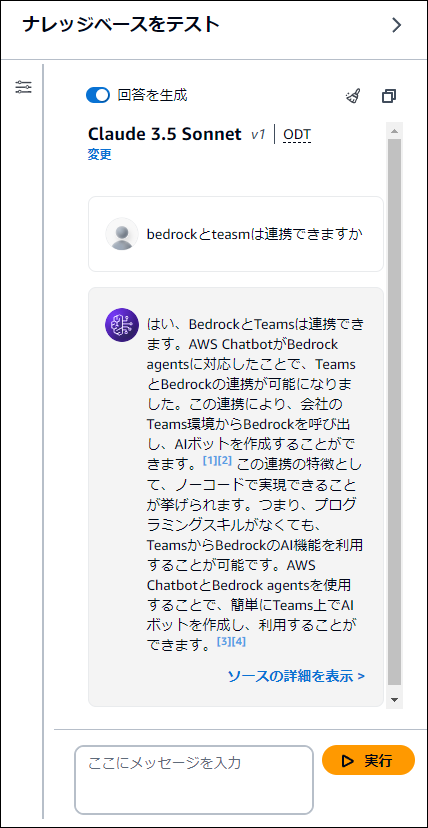 ナレッジベースをテスト
回答を生成
Claude 3.5 Sonnet v1 | ODT
変更
bedrockとteasmは連携できますか
はい、BedrockとTeamsは連携でき
ます。AWS ChatbotがBedrock
agentsに対応したことで、Teams
とBedrockの連携が可能になりまし
た。この連携により、会社の
Teams環境からBedrockを呼び出
し、AIボットを作成することがで
きます。[1][2] この連携の特徴とし
て、ノーコードで実現できること
が挙げられます。つまり、プログ
ラミングスキルがなくても、
TeamsからBedrockのAI機能を利用
することが可能です。AWS
ChatbotとBedrock agentsを使用
することで、簡単にTeams上でAI
ボットを作成し、利用することが
できます。[3][4]
ソースの詳細を表示 >
ここにメッセージを入力
実行